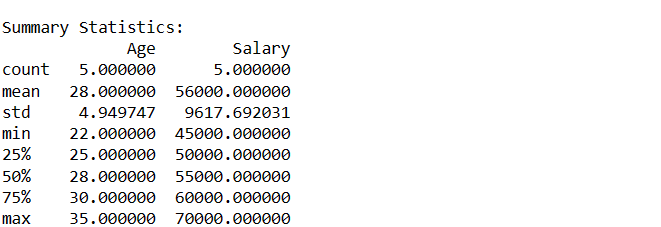 Summary Statistics:
             Age        Salary
count   5.000000      5.000000
mean   28.000000  56000.000000
std     4.949747   9617.692031
min    22.000000  45000.000000
25%    25.000000  50000.000000
50%    28.000000  55000.000000
75%    30.000000  60000.000000
max    35.000000  70000.000000